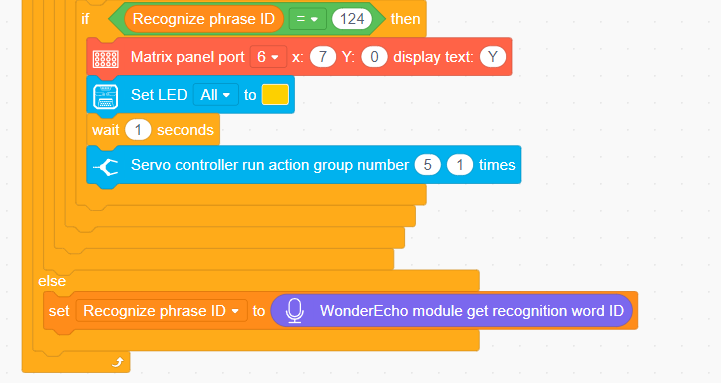 if Recognize phrase ID = 124 then
Matrix panel port 6 x: 7 Y: 0 display text: Y
Set LED All to
wait 1 seconds
Servo controller run action group number 5 1 times
else
set Recognize phrase ID to WonderEcho module get recognition word ID